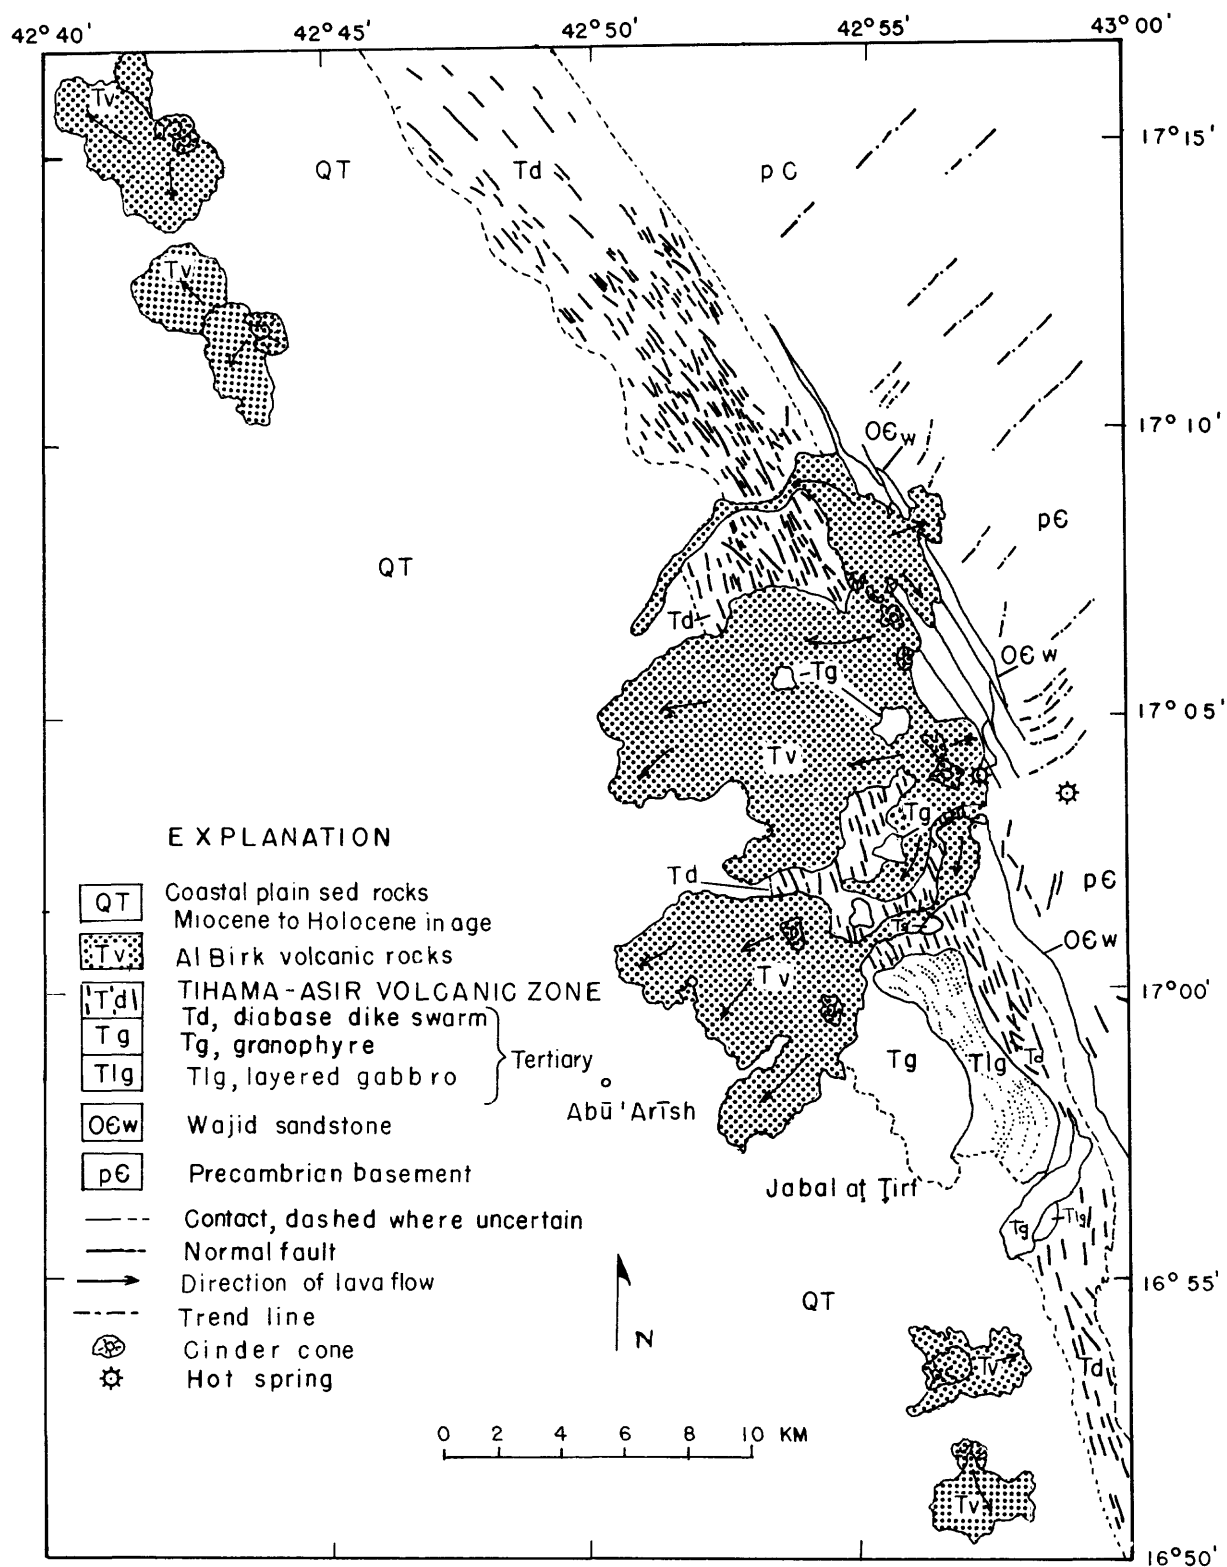 42°40' 42°45' 42°50' 42°55' 43°00'
Tv
17°15'
QT Td pC
Tv
17°10'
OЄw
pЄ
QT
Td
OЄw
Tg
17°05'
Tv
Tg
Td
pЄ
OЄw
Tg
Tv
17°00'
Td
Tg Tlg
Abū 'Arīsh
Jabal at Ṭirf
Tg Tlg
16°55'
QT
Tv Td
Tv
16°50'
EXPLANATION
QT Coastal plain sed rocks
Miocene to Holocene in age
Tv Al Birk volcanic rocks
Td TIHAMA-ASIR VOLCANIC ZONE
Td, diabase dike swarm
Tg Tg, granophyre
Tertiary
Tlg Tlg, layered gabbro
OЄw Wajid sandstone
pЄ Precambrian basement
Contact, dashed where uncertain
Normal fault
Direction of lava flow
Trend line
Cinder cone
Hot spring
N
0 2 4 6 8 10 KM